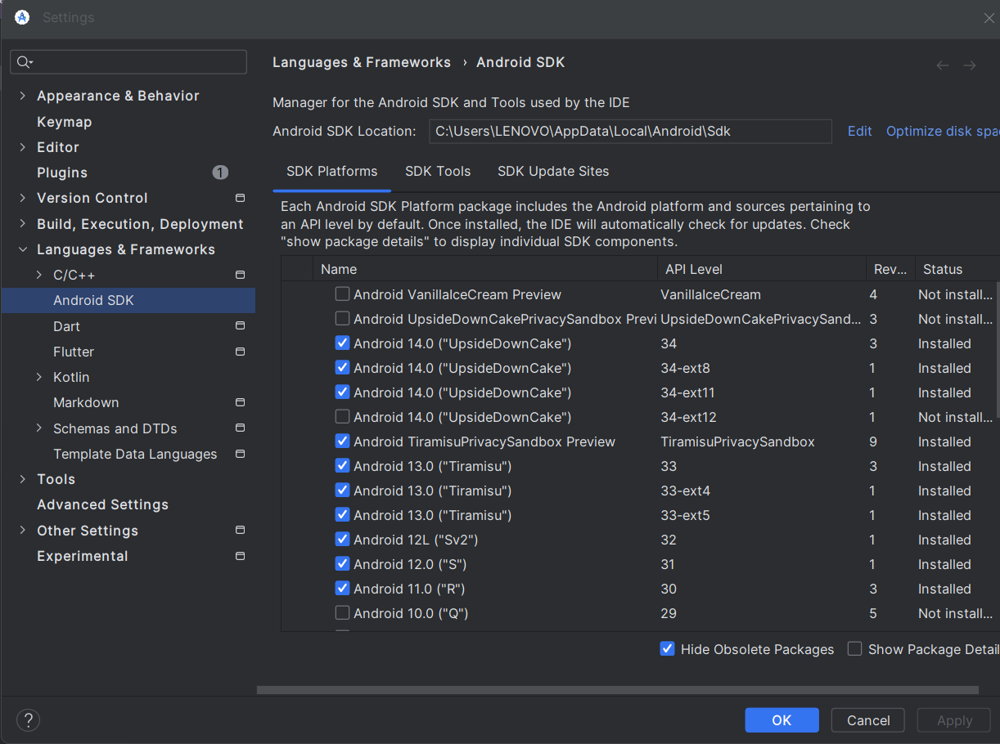 Settings
Languages & Frameworks › Android SDK
Appearance & Behavior
Keymap
Editor
Plugins 1
Version Control
Build, Execution, Deployment
Languages & Frameworks
C/C++
Android SDK
Dart
Flutter
Kotlin
Markdown
Schemas and DTDs
Template Data Languages
Tools
Advanced Settings
Other Settings
Experimental
Manager for the Android SDK and Tools used by the IDE
Android SDK Location: C:\Users\LENOVO\AppData\Local\Android\Sdk Edit Optimize disk spa
SDK Platforms SDK Tools SDK Update Sites
Each Android SDK Platform package includes the Android platform and sources pertaining to
an API level by default. Once installed, the IDE will automatically check for updates. Check
"show package details" to display individual SDK components.
Name API Level Rev... Status
Android VanillaIceCream Preview VanillaIceCream 4 Not install...
Android UpsideDownCakePrivacySandbox Previ UpsideDownCakePrivacySand... 3 Not install...
Android 14.0 ("UpsideDownCake") 34 3 Installed
Android 14.0 ("UpsideDownCake") 34-ext8 1 Installed
Android 14.0 ("UpsideDownCake") 34-ext11 1 Installed
Android 14.0 ("UpsideDownCake") 34-ext12 1 Not install...
Android TiramisuPrivacySandbox Preview TiramisuPrivacySandbox 9 Installed
Android 13.0 ("Tiramisu") 33 3 Installed
Android 13.0 ("Tiramisu") 33-ext4 1 Installed
Android 13.0 ("Tiramisu") 33-ext5 1 Installed
Android 12L ("Sv2") 32 1 Installed
Android 12.0 ("S") 31 1 Installed
Android 11.0 ("R") 30 3 Installed
Android 10.0 ("Q") 29 5 Not install...
Hide Obsolete Packages Show Package Detail
? OK Cancel Apply